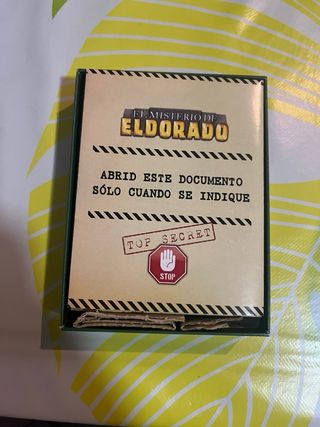 EL MISTERIO DE
ELDORADO
ABRID ESTE DOCUMENTO
SÓLO CUANDO SE INDIQUE
TOP SECRET
STOP